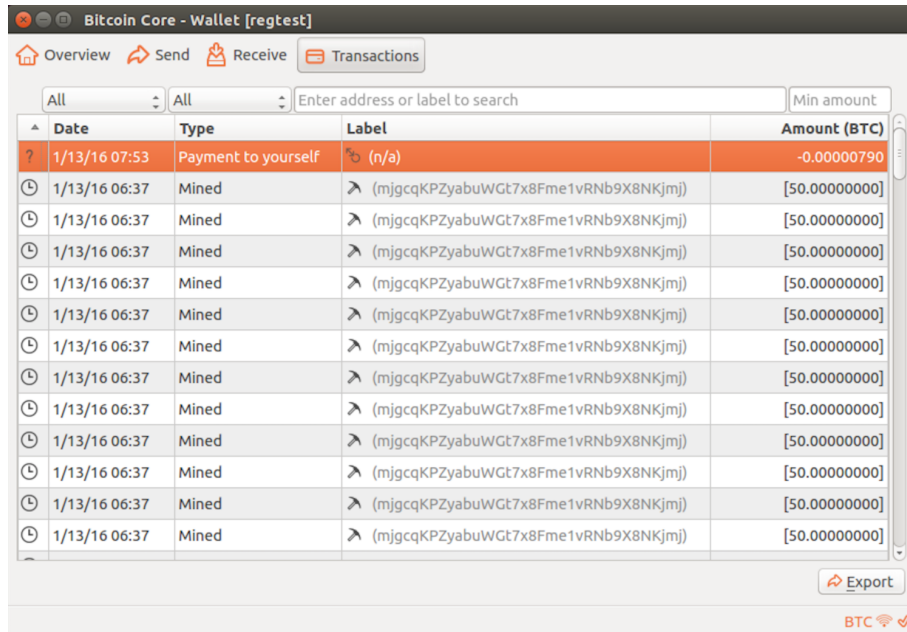 Bitcoin Core - Wallet [regtest]
Overview Send Receive Transactions
All All Enter address or label to search Min amount
Date Type Label Amount (BTC)
? 1/13/16 07:53 Payment to yourself (n/a) -0.00000790
1/13/16 06:37 Mined (mjgcqKPZyabuWGt7x8Fme1vRNb9X8NKjmj) [50.00000000]
1/13/16 06:37 Mined (mjgcqKPZyabuWGt7x8Fme1vRNb9X8NKjmj) [50.00000000]
1/13/16 06:37 Mined (mjgcqKPZyabuWGt7x8Fme1vRNb9X8NKjmj) [50.00000000]
1/13/16 06:37 Mined (mjgcqKPZyabuWGt7x8Fme1vRNb9X8NKjmj) [50.00000000]
1/13/16 06:37 Mined (mjgcqKPZyabuWGt7x8Fme1vRNb9X8NKjmj) [50.00000000]
1/13/16 06:37 Mined (mjgcqKPZyabuWGt7x8Fme1vRNb9X8NKjmj) [50.00000000]
1/13/16 06:37 Mined (mjgcqKPZyabuWGt7x8Fme1vRNb9X8NKjmj) [50.00000000]
1/13/16 06:37 Mined (mjgcqKPZyabuWGt7x8Fme1vRNb9X8NKjmj) [50.00000000]
1/13/16 06:37 Mined (mjgcqKPZyabuWGt7x8Fme1vRNb9X8NKjmj) [50.00000000]
1/13/16 06:37 Mined (mjgcqKPZyabuWGt7x8Fme1vRNb9X8NKjmj) [50.00000000]
1/13/16 06:37 Mined (mjgcqKPZyabuWGt7x8Fme1vRNb9X8NKjmj) [50.00000000]
1/13/16 06:37 Mined (mjgcqKPZyabuWGt7x8Fme1vRNb9X8NKjmj) [50.00000000]
Export
BTC